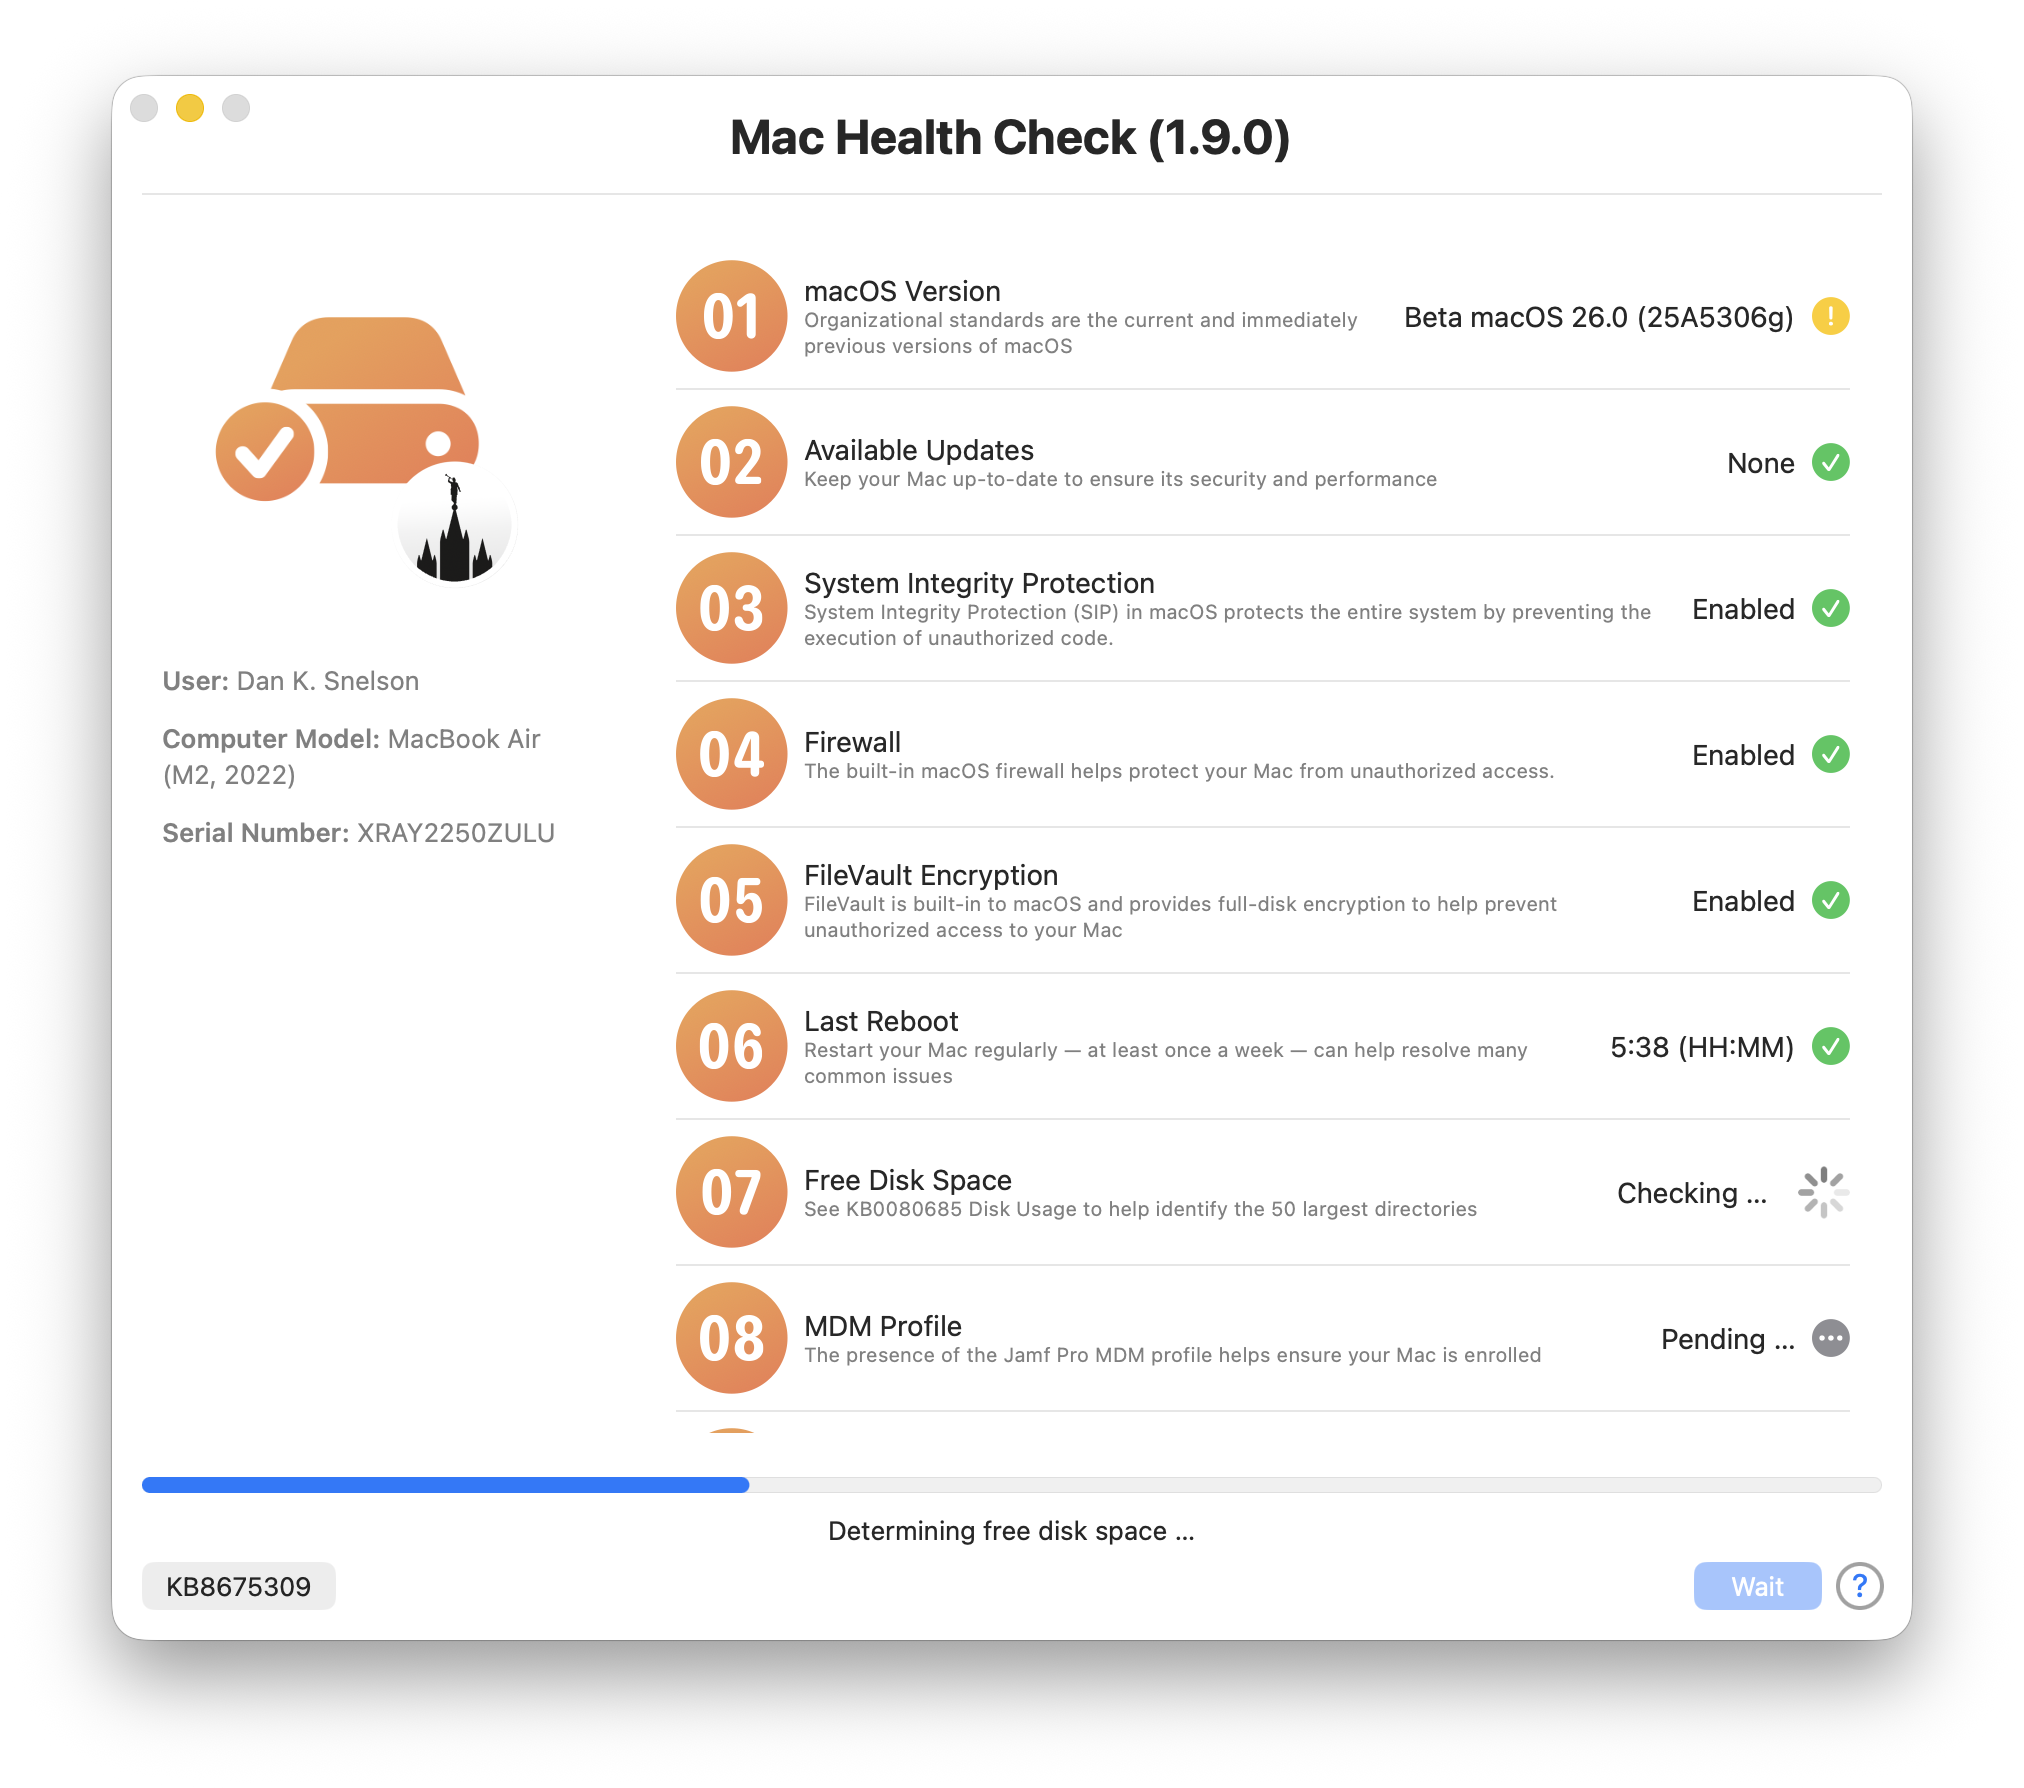 Mac Health Check (1.9.0)
User: Dan K. Snelson
Computer Model: MacBook Air
(M2, 2022)
Serial Number: XRAY2250ZULU
01
macOS Version
Organizational standards are the current and immediately
previous versions of macOS
Beta macOS 26.0 (25A5306g)
02
Available Updates
Keep your Mac up-to-date to ensure its security and performance
None
03
System Integrity Protection
System Integrity Protection (SIP) in macOS protects the entire system by preventing the
execution of unauthorized code.
Enabled
04
Firewall
The built-in macOS firewall helps protect your Mac from unauthorized access.
Enabled
05
FileVault Encryption
FileVault is built-in to macOS and provides full-disk encryption to help prevent
unauthorized access to your Mac
Enabled
06
Last Reboot
Restart your Mac regularly — at least once a week — can help resolve many
common issues
5:38 (HH:MM)
07
Free Disk Space
See KB0080685 Disk Usage to help identify the 50 largest directories
Checking ...
08
MDM Profile
The presence of the Jamf Pro MDM profile helps ensure your Mac is enrolled
Pending ...
Determining free disk space ...
KB8675309
Wait
?